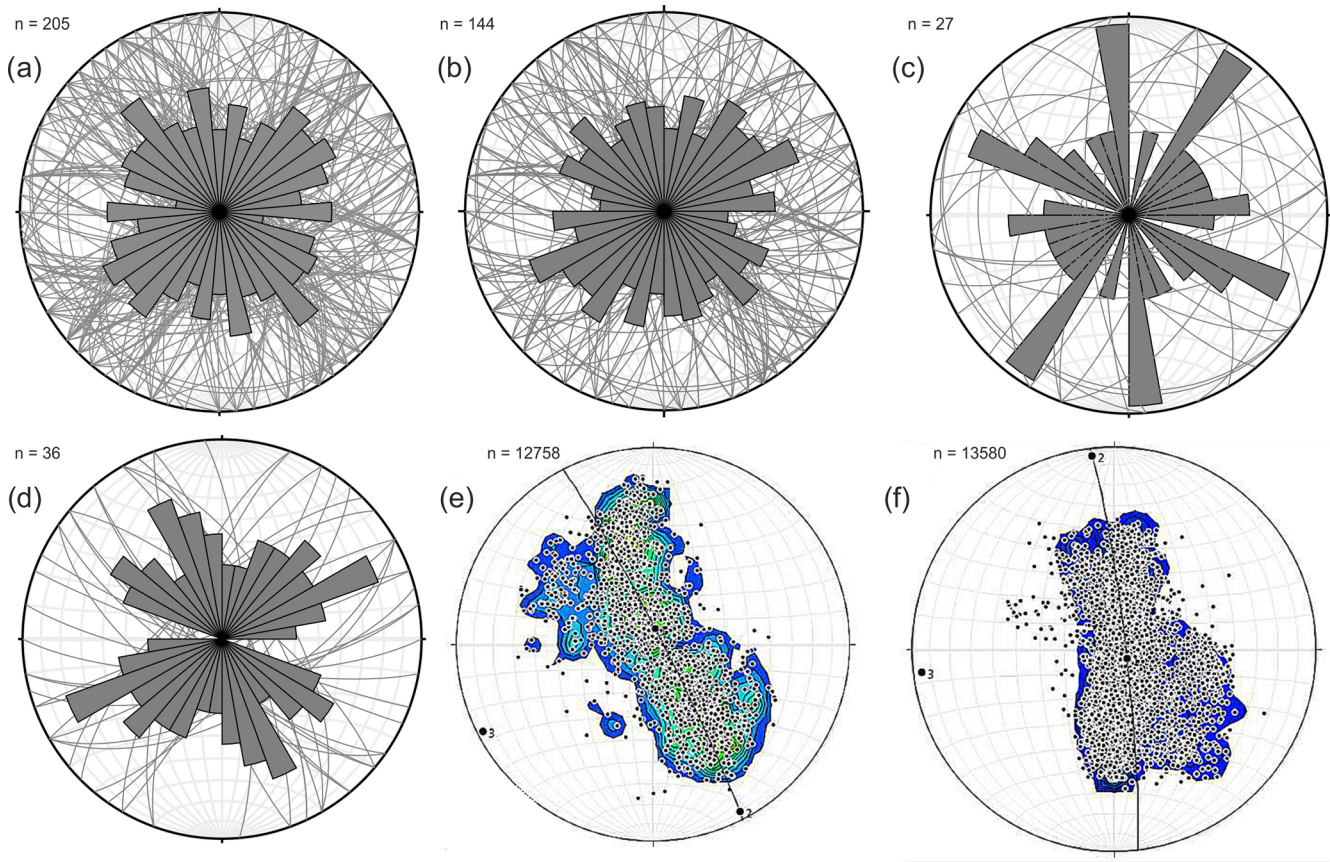 n = 205
(a)
n = 144
(b)
n = 27
(c)
n = 36
(d)
n = 12758
(e)
3
2
n = 13580
(f)
2
3